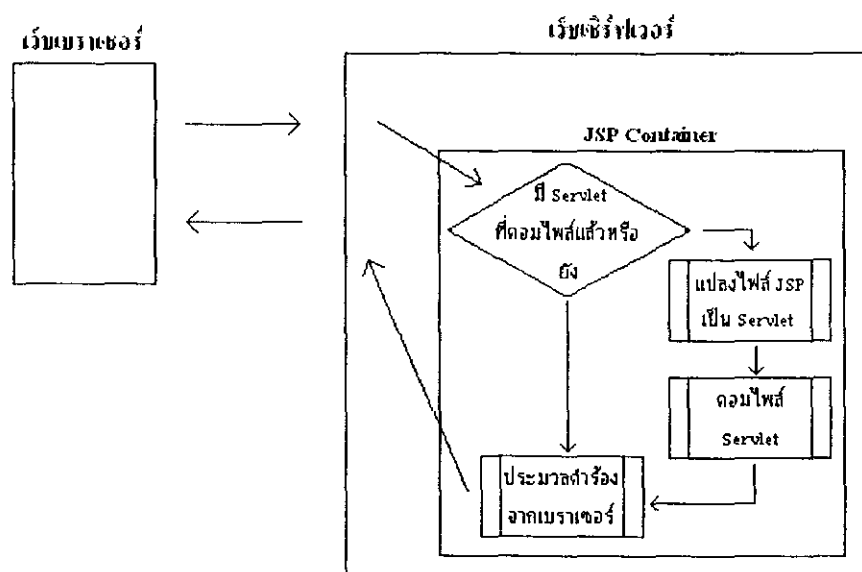 เว็บเซิร์ฟเวอร์
เว็บเบราเซอร์
JSP Container
มี Servlet
ที่คอมไพล์แล้วหรือ
ยัง
แปลงไฟล์ JSP
เป็น Servlet
คอมไพล์
Servlet
ประมวลคำร้อง
จากเบราเซอร์